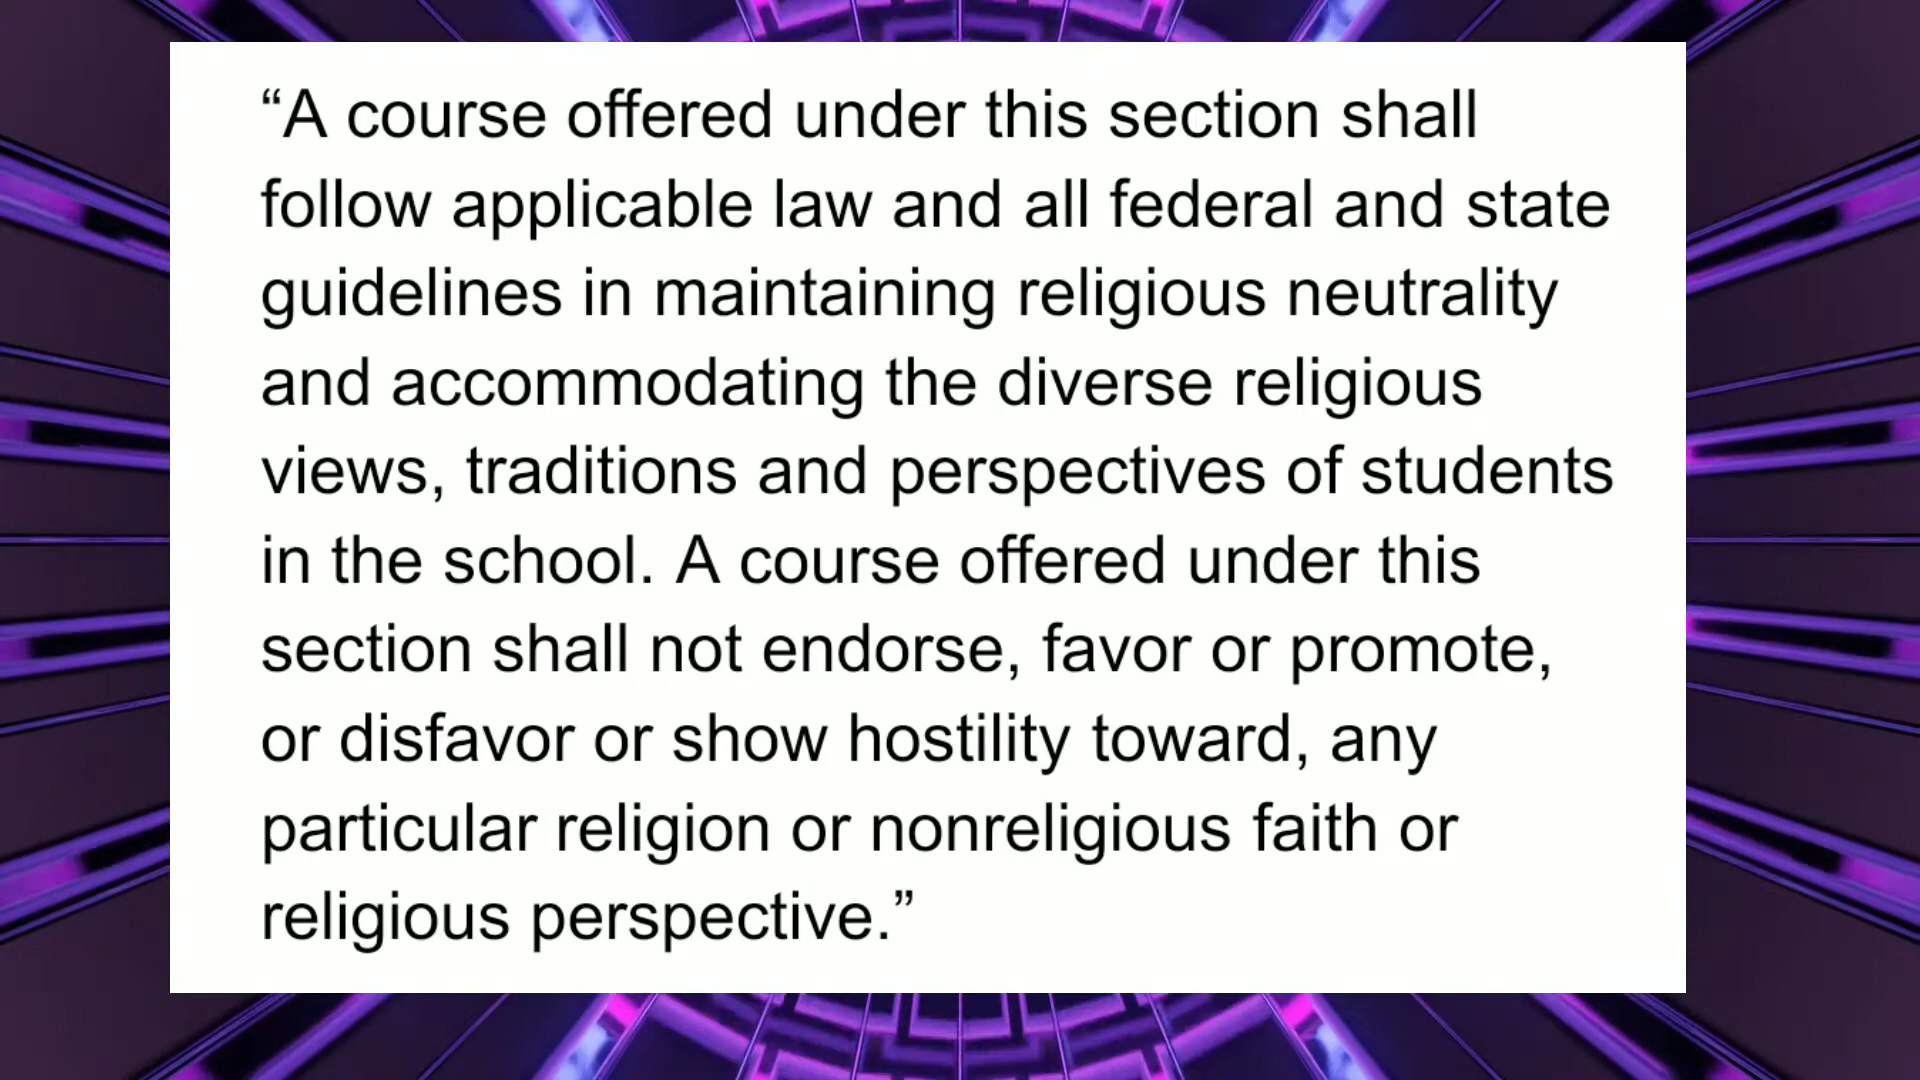 “A course offered under this section shall
follow applicable law and all federal and state
guidelines in maintaining religious neutrality
and accommodating the diverse religious
views, traditions and perspectives of students
in the school. A course offered under this
section shall not endorse, favor or promote,
or disfavor or show hostility toward, any
particular religion or nonreligious faith or
religious perspective.”